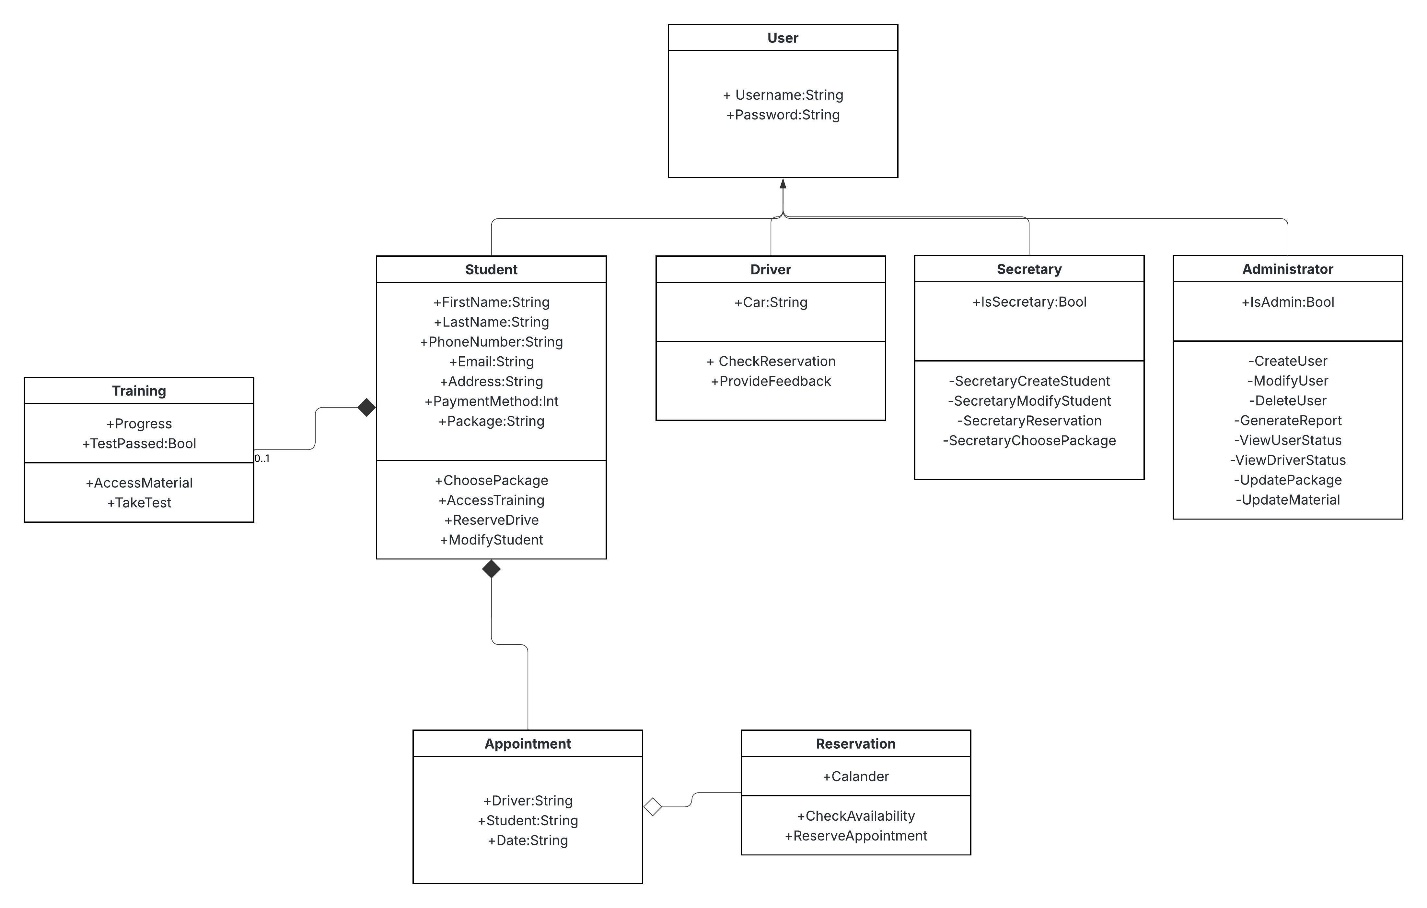 User
+ Username:String
+Password:String
Student
+FirstName:String
+LastName:String
+PhoneNumber:String
+Email:String
+Address:String
+PaymentMethod:Int
+Package:String
+ChoosePackage
+AccessTraining
+ReserveDrive
+ModifyStudent
Driver
+Car:String
+ CheckReservation
+ProvideFeedback
Secretary
+IsSecretary:Bool
-SecretaryCreateStudent
-SecretaryModifyStudent
-SecretaryReservation
-SecretaryChoosePackage
Administrator
+IsAdmin:Bool
-CreateUser
-ModifyUser
-DeleteUser
-GenerateReport
-ViewUserStatus
-ViewDriverStatus
-UpdatePackage
-UpdateMaterial
Training
+Progress
+TestPassed:Bool
+AccessMaterial
+TakeTest
0..1
Appointment
+Driver:String
+Student:String
+Date:String
Reservation
+Calander
+CheckAvailability
+ReserveAppointment